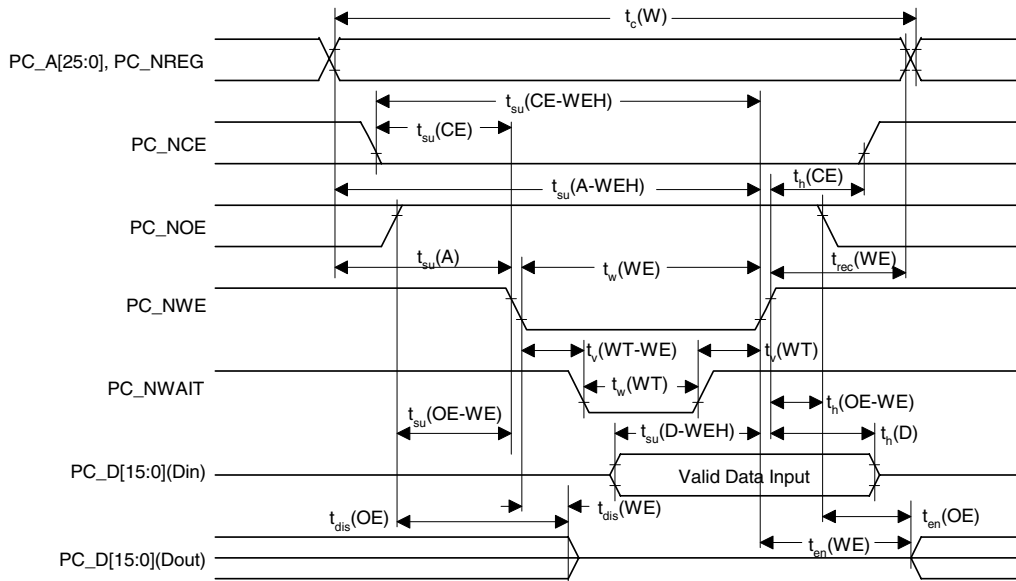 t_c(W)
PC_A[25:0], PC_NREG
t_su(CE-WEH)
t_su(CE)
PC_NCE
t_su(A-WEH)
t_h(CE)
PC_NOE
t_su(A)
t_w(WE)
t_rec(WE)
PC_NWE
t_v(WT-WE)
t_v(WT)
t_w(WT)
PC_NWAIT
t_su(OE-WE)
t_h(OE-WE)
t_su(D-WEH)
t_h(D)
PC_D[15:0](Din)
Valid Data Input
t_dis(OE)
t_dis(WE)
t_en(OE)
t_en(WE)
PC_D[15:0](Dout)